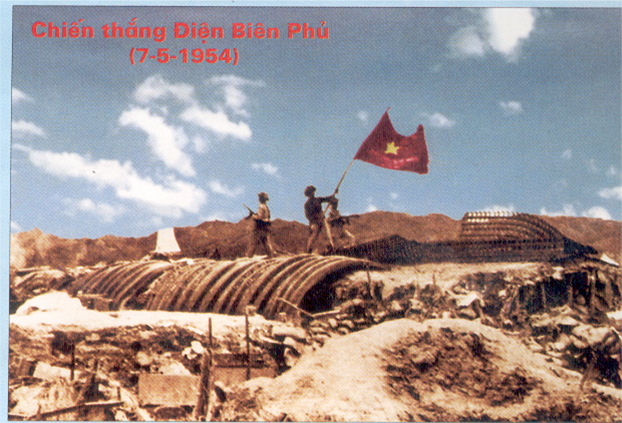 Chiến thắng Điện Biên Phủ
(7-5-1954)